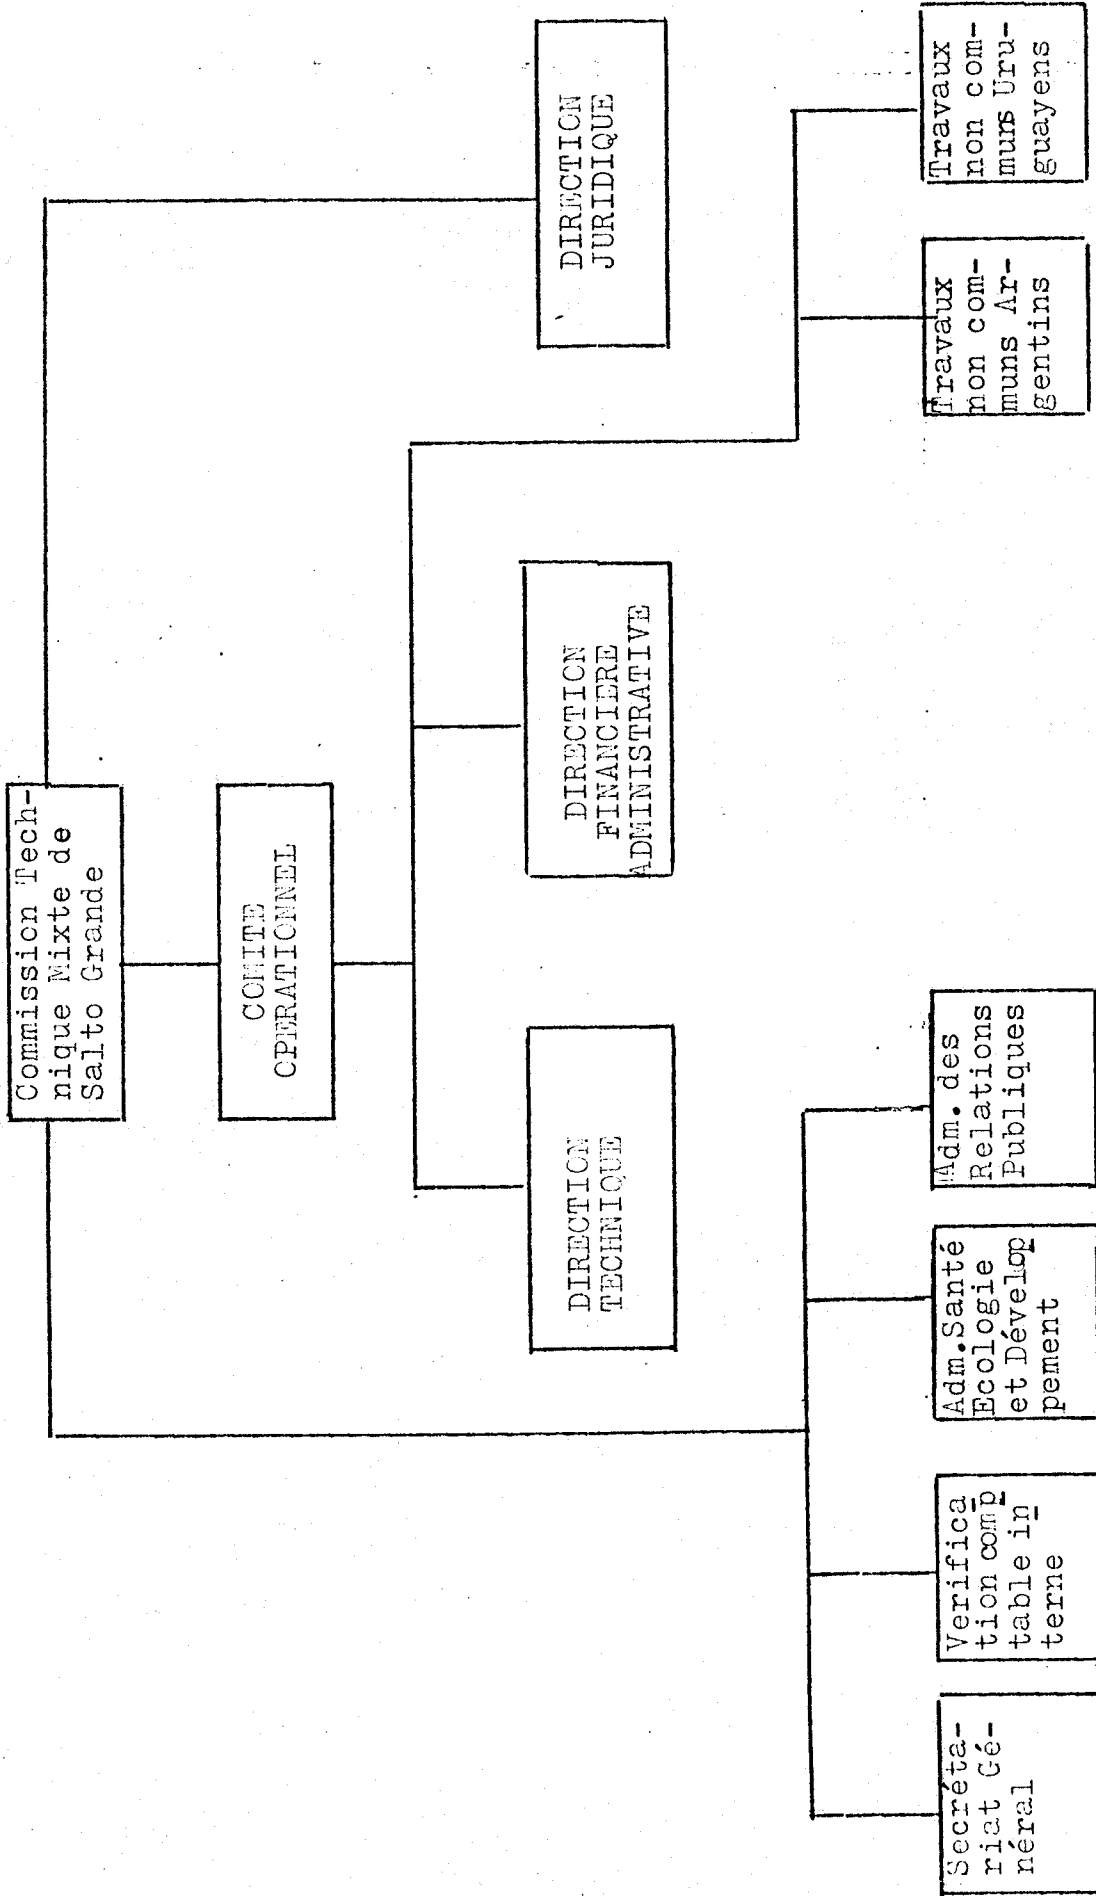 Commission Tech-
nique Mixte de
Salto Grande
COMITE
OPERATIONNEL
DIRECTION
TECHNIQUE
DIRECTION
FINANCIERE
ADMINISTRATIVE
DIRECTION
JURIDIQUE
Secréta-
riat Gé-
néral
Verifica
tion comp
table in
terne
Adm.Santé
Ecologie
et Dévelop
pement
Adm. des
Relations
Publiques
Travaux
non com-
muns Ar-
gentins
Travaux
non com-
muns Uru-
guayens